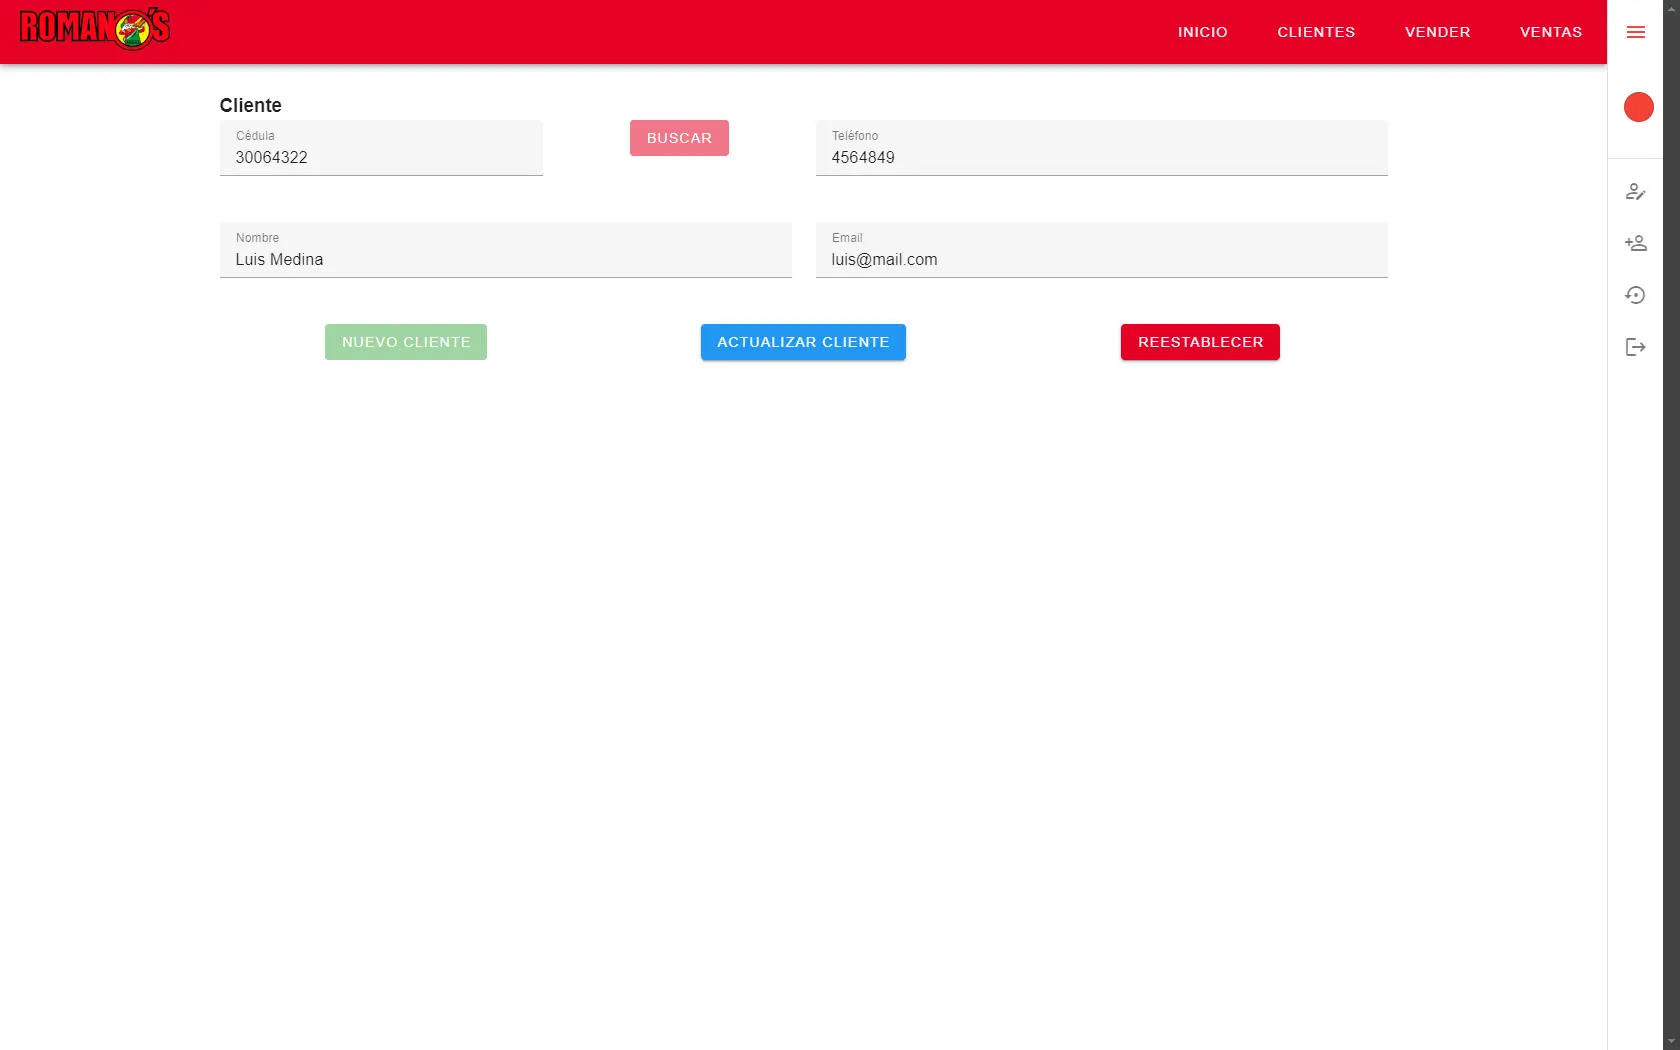 ROMANO'S
INICIO CLIENTES VENDER VENTAS
Cliente
Cédula
30064322
BUSCAR
Teléfono
4564849
Nombre
Luis Medina
Email
luis@mail.com
NUEVO CLIENTE ACTUALIZAR CLIENTE REESTABLECER